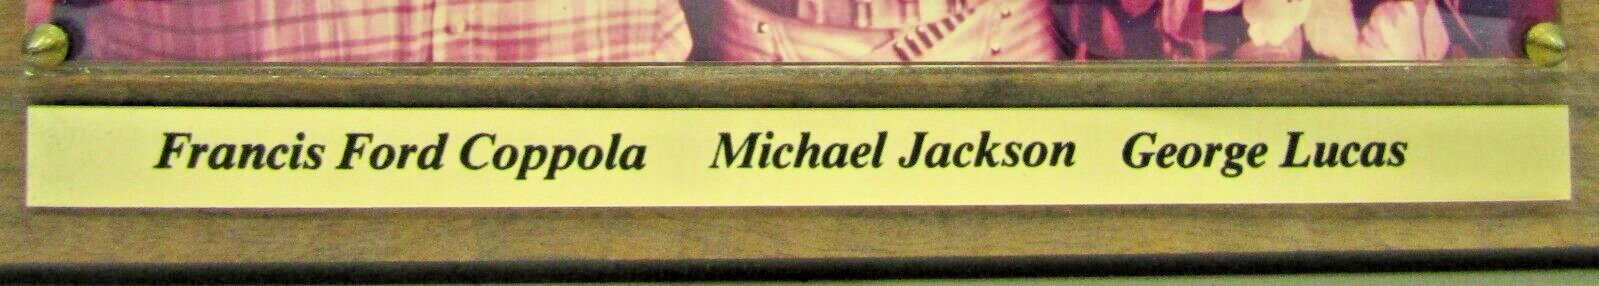 Francis Ford Coppola Michael Jackson George Lucas